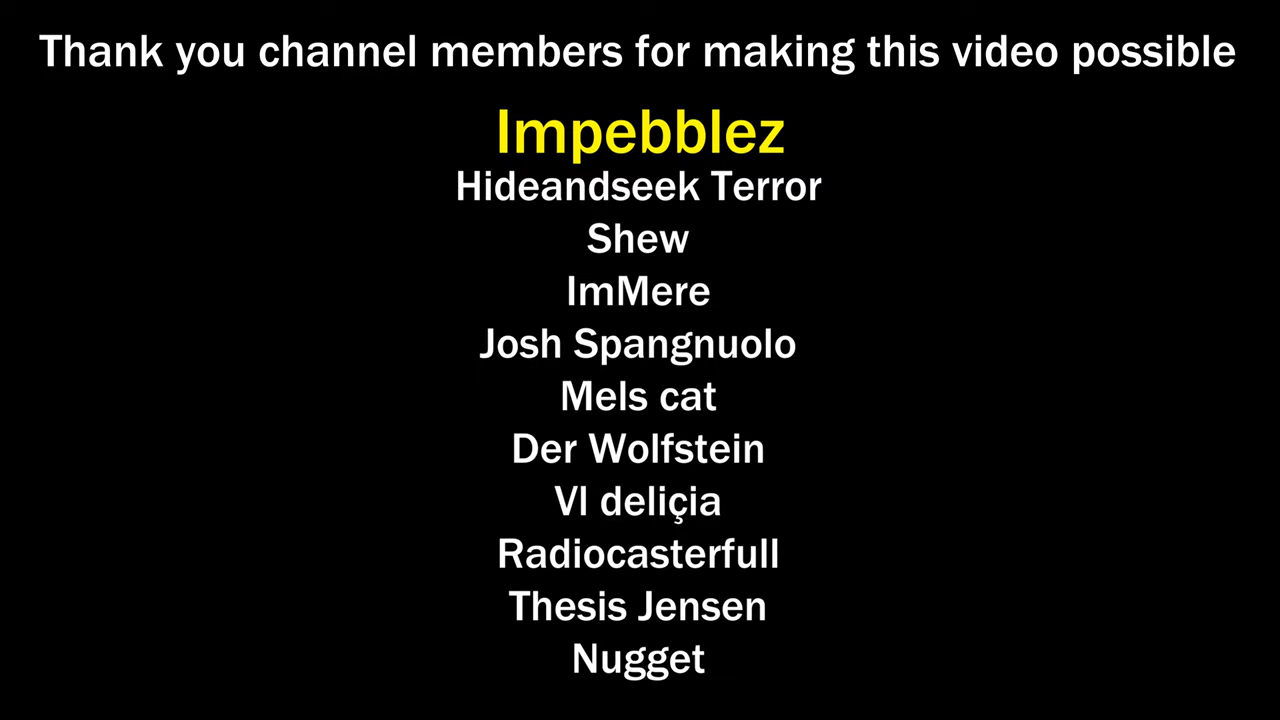 Thank you channel members for making this video possible
Impebblez
Hideandseek Terror
Shew
ImMere
Josh Spangnuolo
Mels cat
Der Wolfstein
Vl deliçia
Radiocasterfull
Thesis Jensen
Nugget